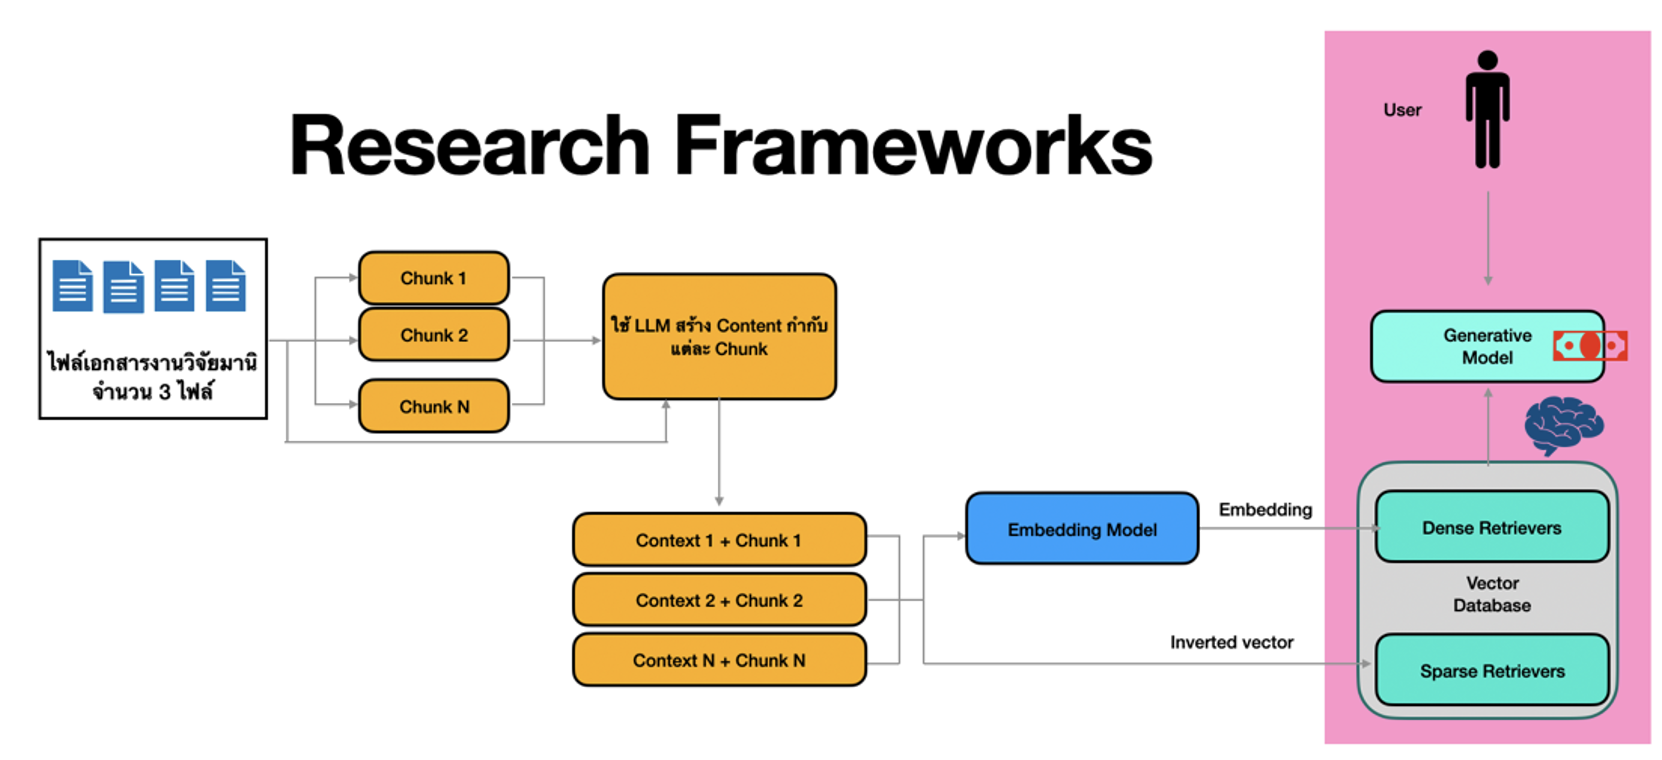 Research Frameworks
User
ไฟล์เอกสารงานวิจัยมานิ
จำนวน 3 ไฟล์
Chunk 1
Chunk 2
Chunk N
ใช้ LLM สร้าง Content กำกับ
แต่ละ Chunk
Generative
Model
Context 1 + Chunk 1
Context 2 + Chunk 2
Context N + Chunk N
Embedding Model
Embedding
Inverted vector
Dense Retrievers
Vector
Database
Sparse Retrievers